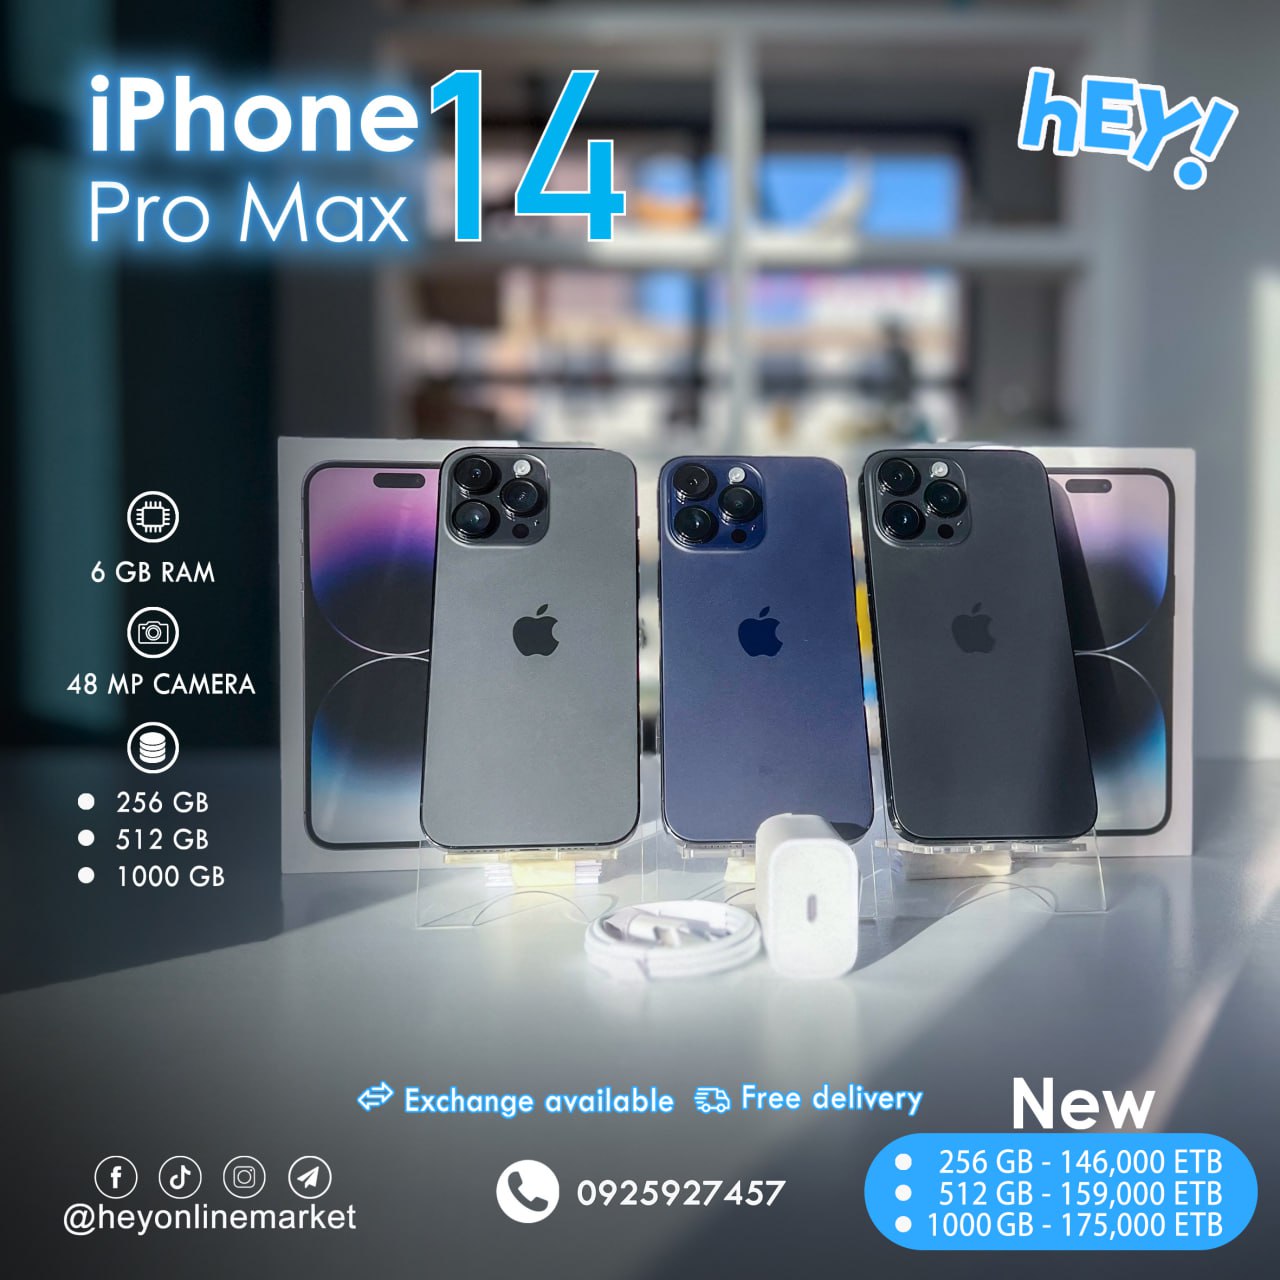 iPhone 14
Pro Max
hEY!
6 GB RAM
48 MP CAMERA
256 GB
512 GB
1000 GB
Exchange available
Free delivery
New
256 GB - 146,000 ETB
512 GB - 159,000 ETB
1000 GB - 175,000 ETB
@heyonlinemarket
0925927457